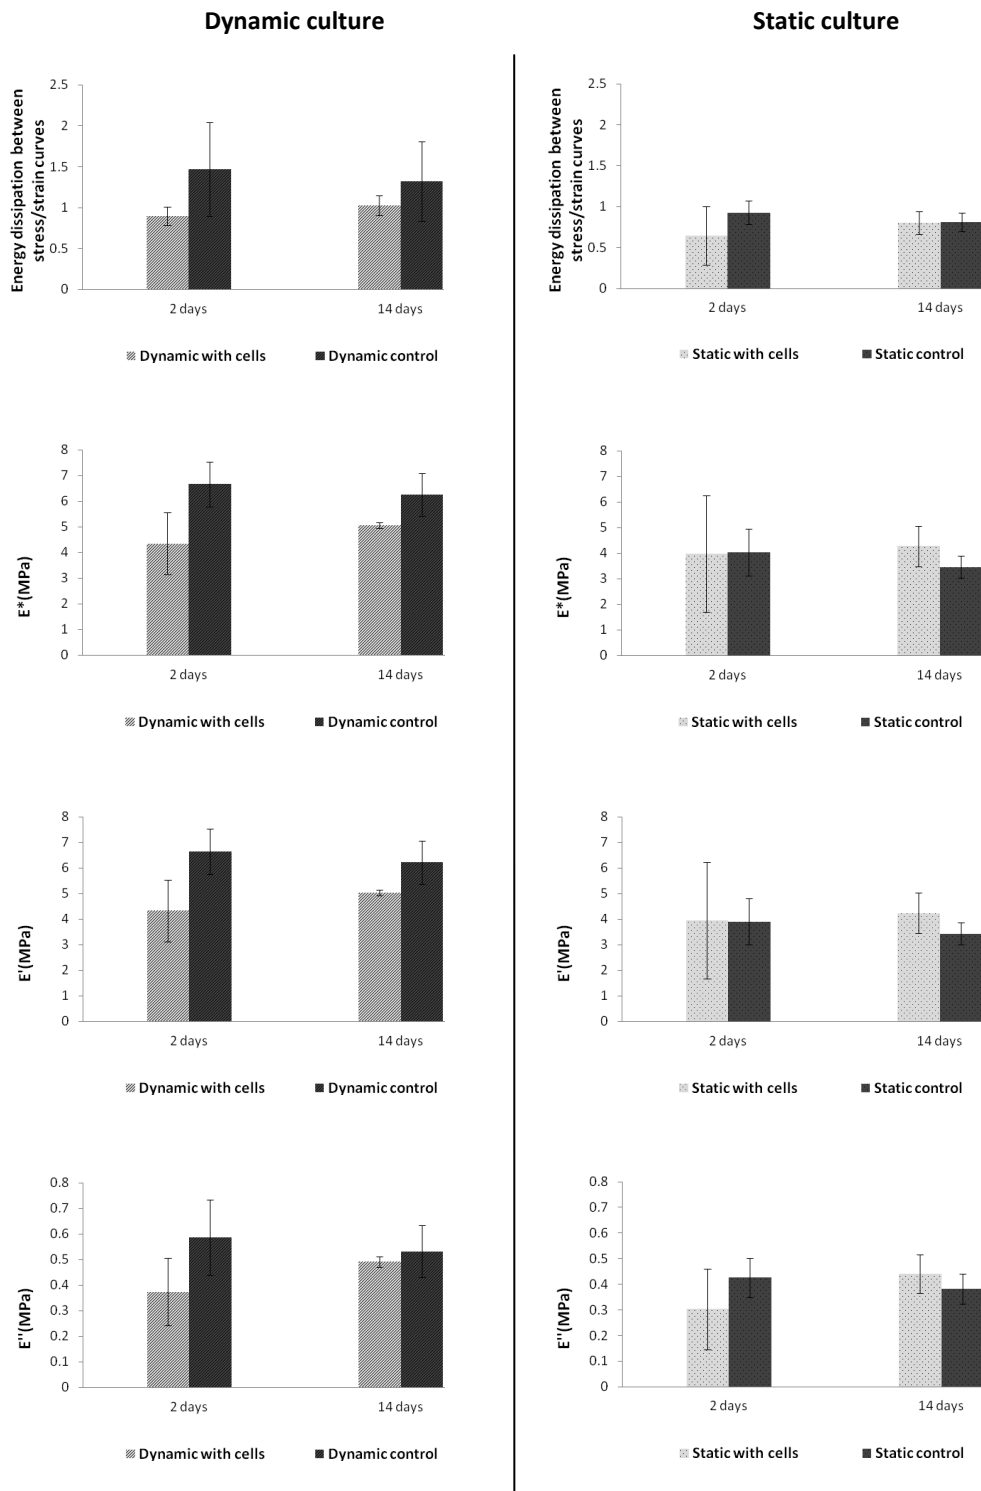 Dynamic culture
Static culture
Energy dissipation between
stress/strain curves
2.5
2
1.5
1
0.5
0
2 days
14 days
Dynamic with cells
Dynamic control
Energy dissipation between
stress/strain curves
2.5
2
1.5
1
0.5
0
2 days
14 days
Static with cells
Static control
E*(MPa)
8
7
6
5
4
3
2
1
0
2 days
14 days
Dynamic with cells
Dynamic control
E*(MPa)
8
7
6
5
4
3
2
1
0
2 days
14 days
Static with cells
Static control
E'(MPa)
8
7
6
5
4
3
2
1
0
2 days
14 days
Dynamic with cells
Dynamic control
E'(MPa)
8
7
6
5
4
3
2
1
0
2 days
14 days
Static with cells
Static control
E''(MPa)
0.8
0.7
0.6
0.5
0.4
0.3
0.2
0.1
0
2 days
14 days
Dynamic with cells
Dynamic control
E''(MPa)
0.8
0.7
0.6
0.5
0.4
0.3
0.2
0.1
0
2 days
14 days
Static with cells
Static control